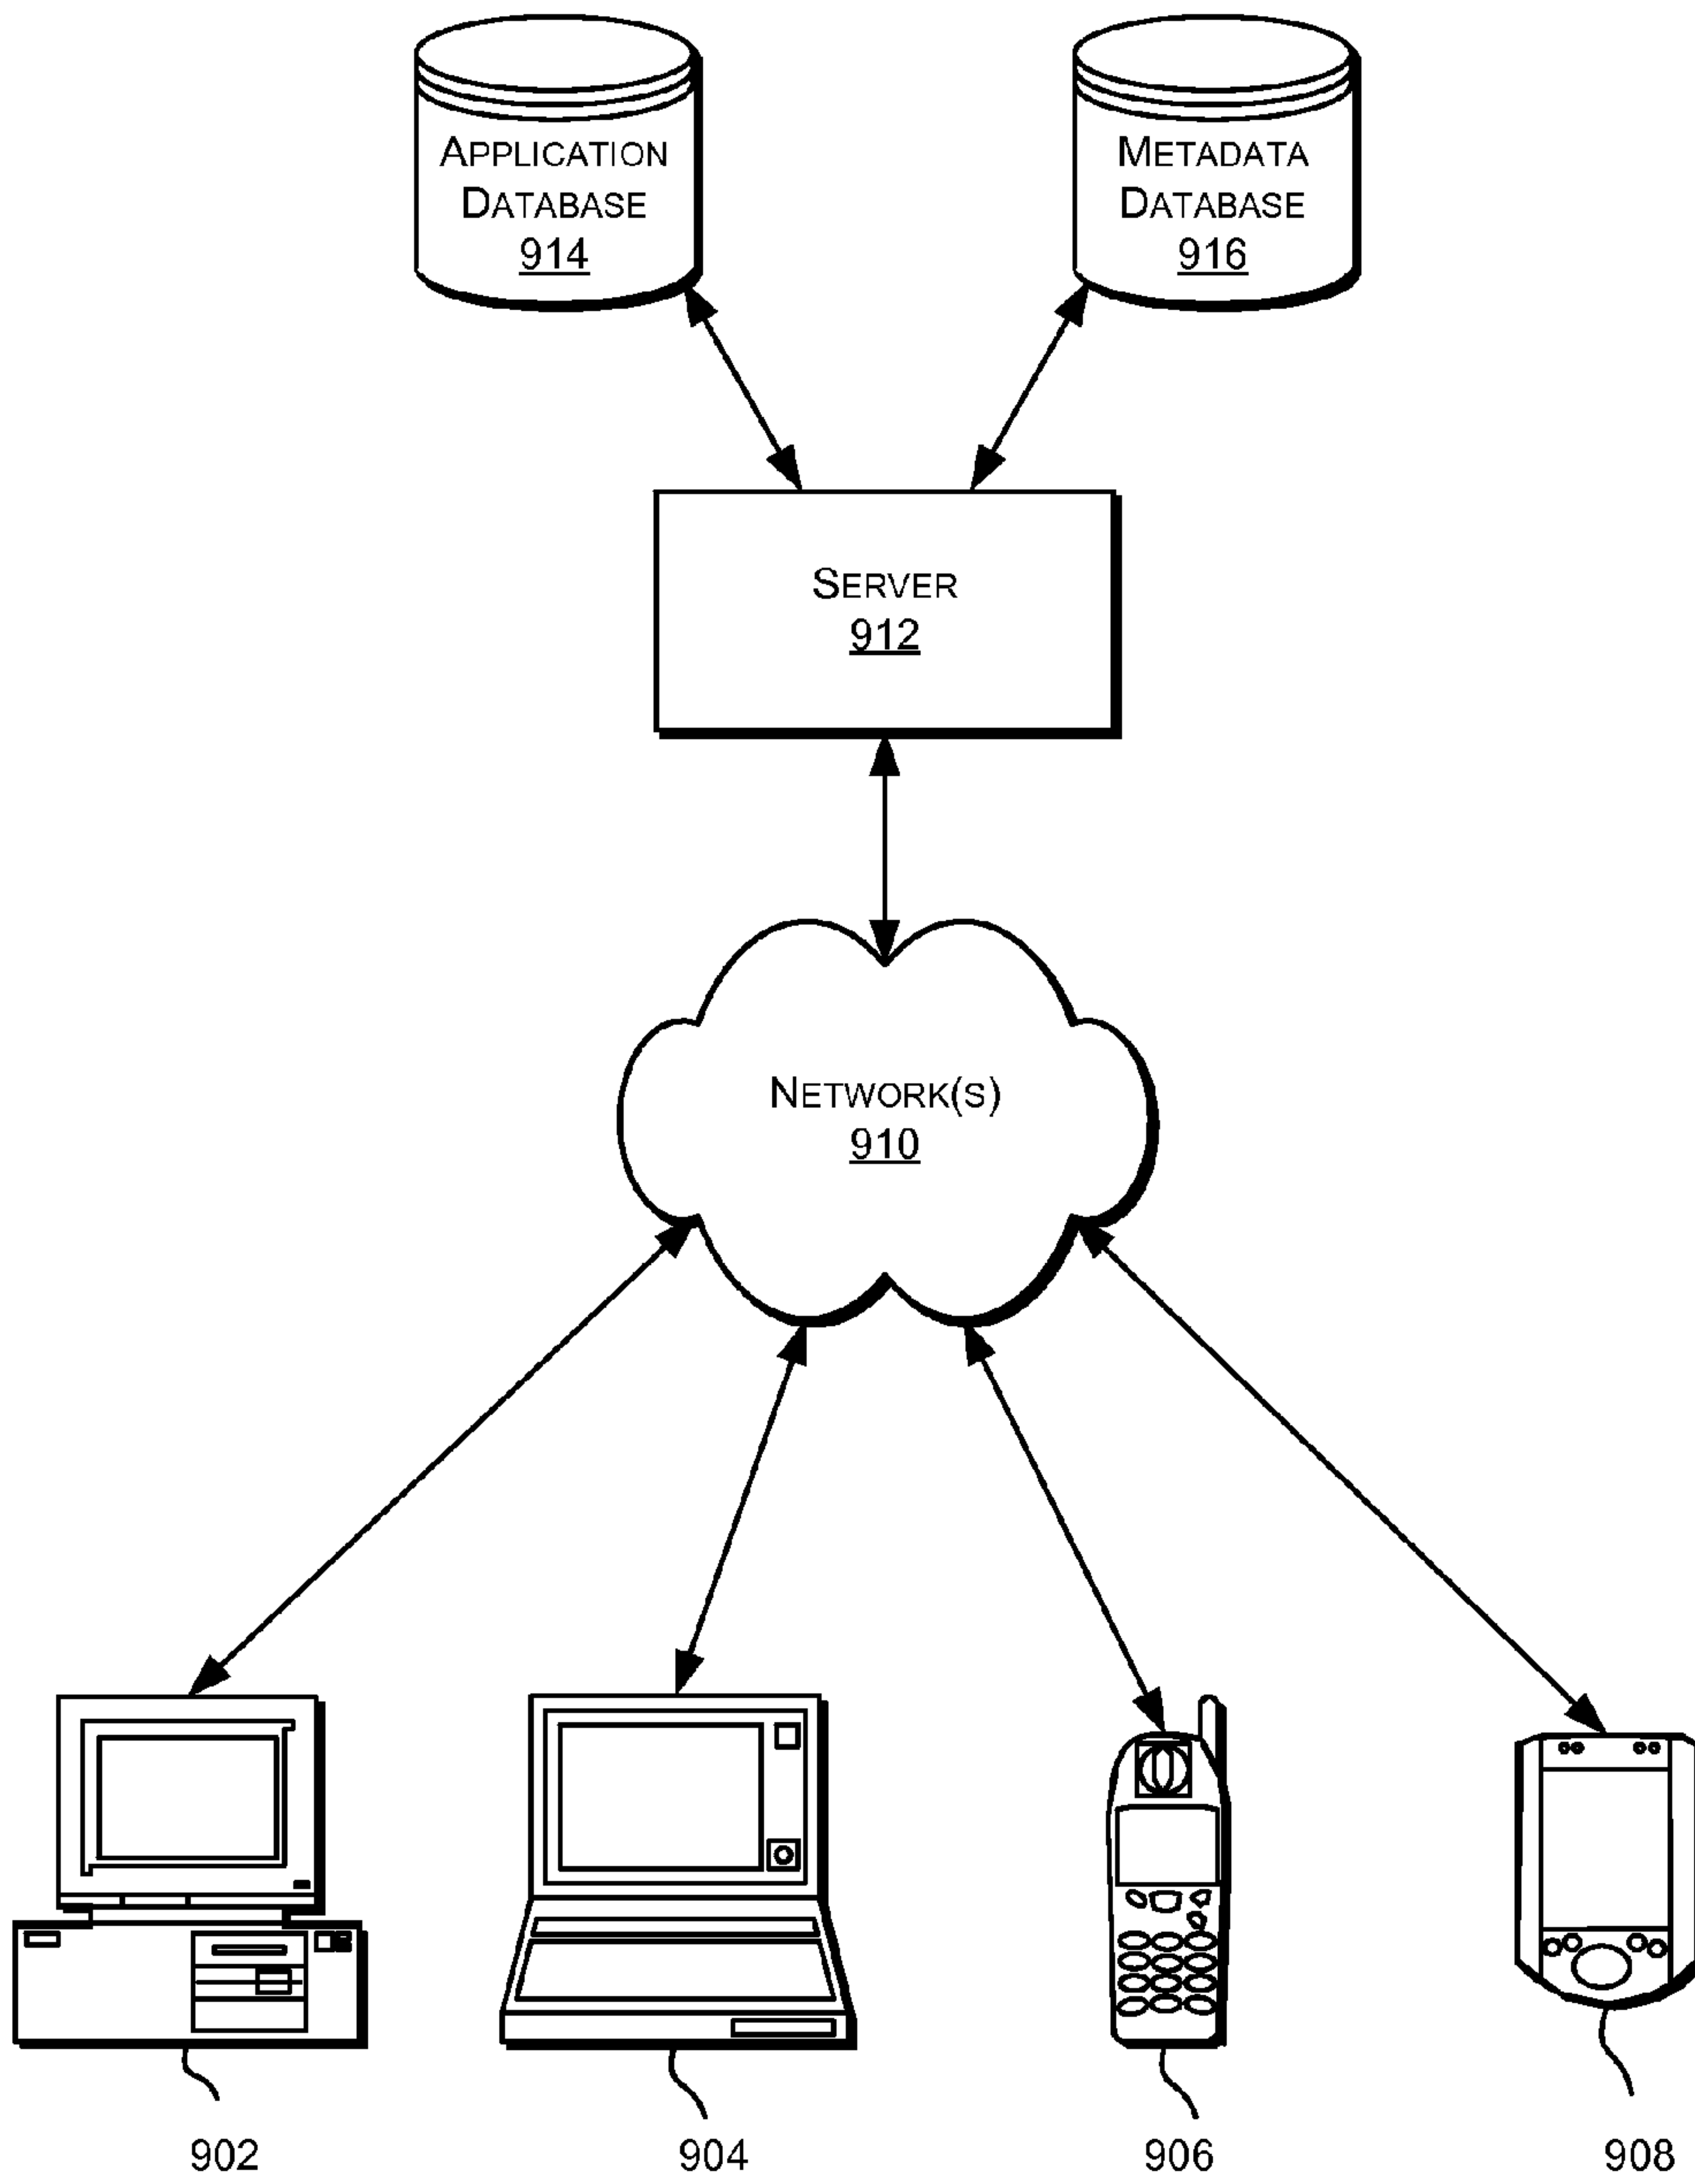 APPLICATION
DATABASE
914
METADATA
DATABASE
916
SERVER
912
NETWORK(S)
910
902
904
906
908